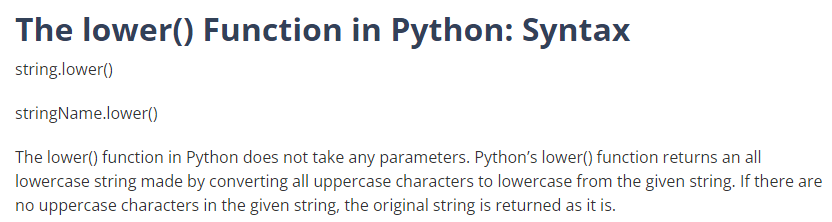 The lower() Function in Python: Syntax
string.lower()
stringName.lower()
The lower() function in Python does not take any parameters. Python’s lower() function returns an all
lowercase string made by converting all uppercase characters to lowercase from the given string. If there are
no uppercase characters in the given string, the original string is returned as it is.